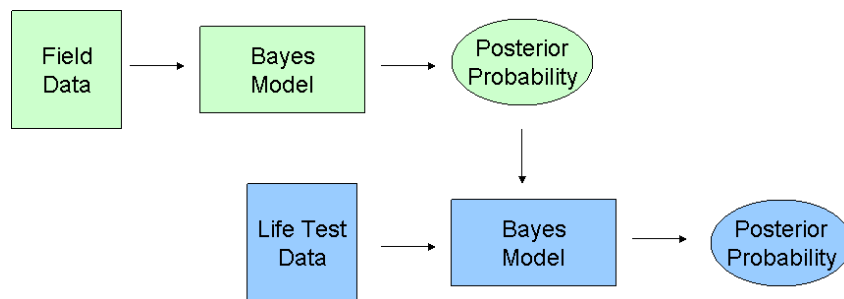 Field
Data
Bayes
Model
Posterior
Probability
Life Test
Data
Bayes
Model
Posterior
Probability